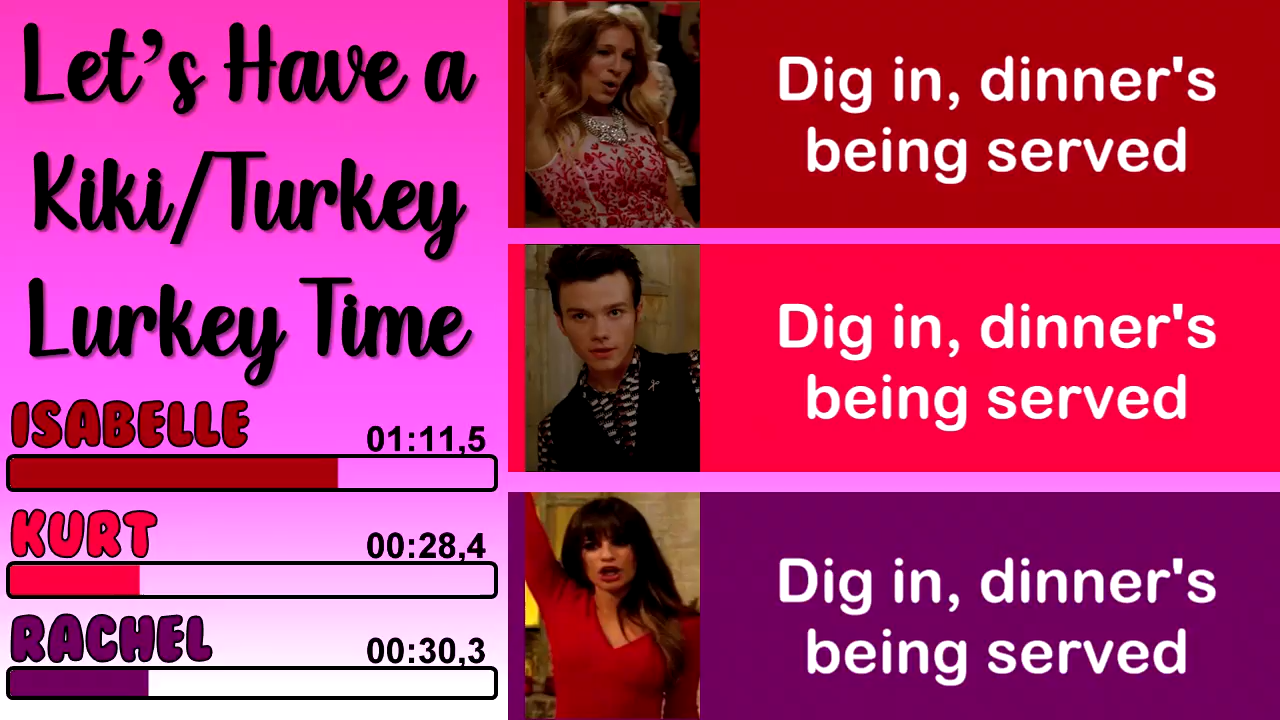 Let's Have a
Kiki/Turkey
Lurkey Time
ISABELLE
01:11,5
KURT
00:28,4
RACHEL
00:30,3
Dig in, dinner's
being served
Dig in, dinner's
being served
Dig in, dinner's
being served